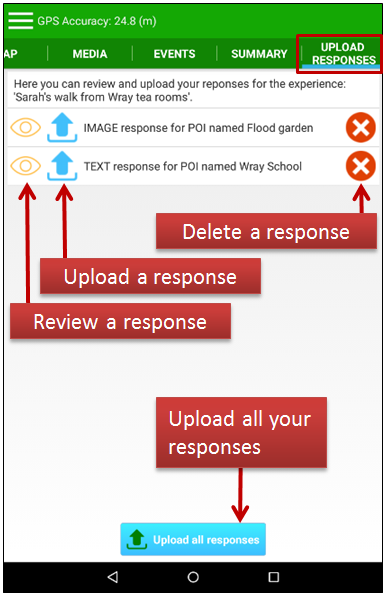 GPS Accuracy: 24.8 (m)
AP MEDIA EVENTS SUMMARY UPLOAD
RESPONSES
Here you can review and upload your reponses for the experience:
'Sarah's walk from Wray tea rooms'.
IMAGE response for POI named Flood garden
TEXT response for POI named Wray School
Delete a response
Upload a response
Review a response
Upload all your
responses
Upload all responses